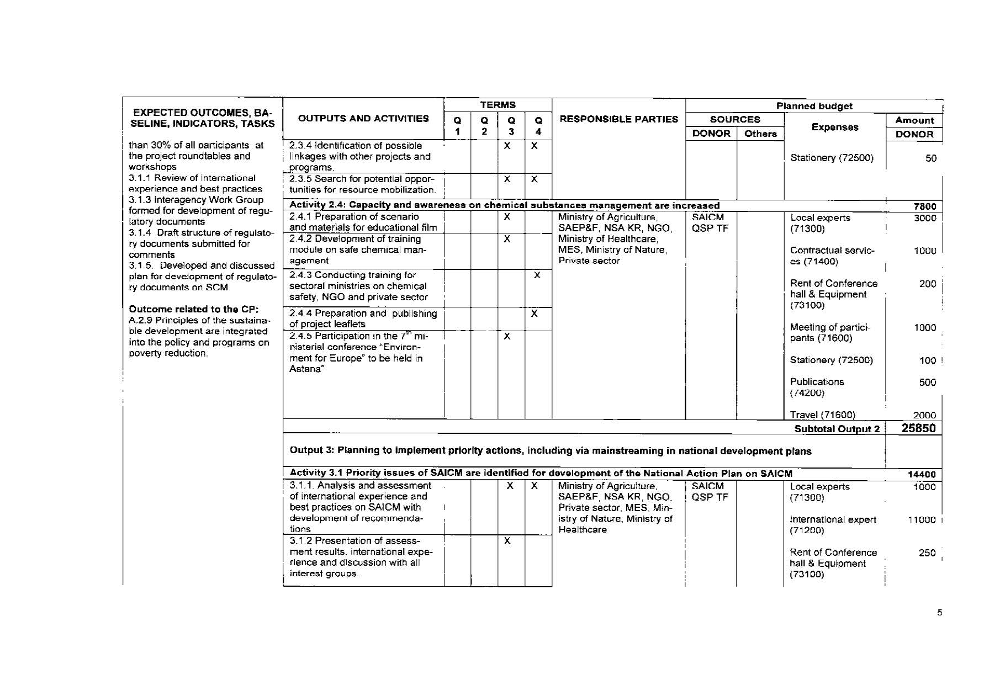 EXPECTED OUTCOMES, BA-
SELINE, INDICATORS, TASKS
OUTPUTS AND ACTIVITIES
TERMS
Q Q Q Q
1 2 3 4
RESPONSIBLE PARTIES
Planned budget
SOURCES
DONOR Others
Expenses
Amount
DONOR
than 30% of all participants at
the project roundtables and
workshops
3.1.1 Review of international
experience and best practices
3.1.3 Interagency Work Group
formed for development of regu-
latory documents
3.1.4 Draft structure of regulato-
ry documents submitted for
comments
3.1.5. Developed and discussed
plan for development of regulato-
ry documents on SCM
Outcome related to the CP:
A.2.9 Principles of the sustaina-
ble development are integrated
into the policy and programs on
poverty reduction.
2.3.4 Identification of possible
linkages with other projects and
programs.
X X
Stationery (72500) 50
2.3.5 Search for potential oppor-
tunities for resource mobilization.
X X
Activity 2.4: Capacity and awareness on chemical substances management are increased 7800
2.4.1 Preparation of scenario
and materials for educational film
X
2.4.2 Development of training
module on safe chemical man-
agement
X
2.4.3 Conducting training for
sectoral ministries on chemical
safety, NGO and private sector
X
2.4.4 Preparation and publishing
of project leaflets
X
2.4.5 Participation in the 7th mi-
nisterial conference "Environ-
ment for Europe" to be held in
Astana"
X
Ministry of Agriculture,
SAEP&F, NSA KR, NGO,
Ministry of Healthcare,
MES, Ministry of Nature,
Private sector
SAICM
QSP TF
Local experts 3000
(71300)
Contractual servic- 1000
es (71400)
Rent of Conference 200
hall & Equipment
(73100)
Meeting of partici- 1000
pants (71600)
Stationery (72500) 100
Publications 500
(74200)
Travel (71600) 2000
Subtotal Output 2 25850
Output 3: Planning to implement priority actions, including via mainstreaming in national development plans
Activity 3.1 Priority issues of SAICM are identified for development of the National Action Plan on SAICM 14400
3.1.1. Analysis and assessment
of international experience and
best practices on SAICM with
development of recommenda-
tions
X X
3.1.2 Presentation of assess-
ment results, international expe-
rience and discussion with all
interest groups.
X
Ministry of Agriculture,
SAEP&F, NSA KR, NGO,
Private sector, MES, Min-
istry of Nature, Ministry of
Healthcare
SAICM
QSP TF
Local experts 1000
(71300)
International expert 11000
(71200)
Rent of Conference 250
hall & Equipment
(73100)
5